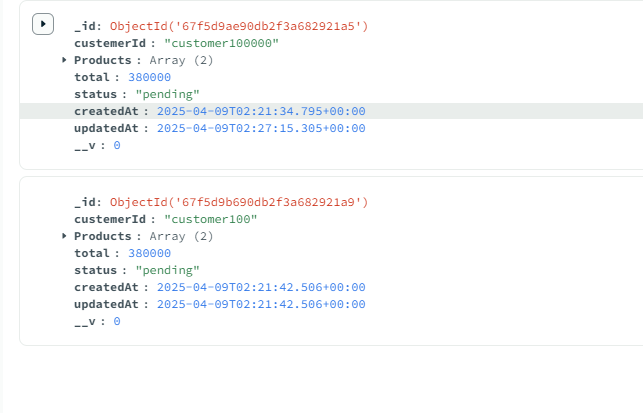 _id: ObjectId('67f5d9ae90db2f3a682921a5')
custemerId : "customer100000"
Products : Array (2)
total : 380000
status : "pending"
createdAt : 2025-04-09T02:21:34.795+00:00
updatedAt : 2025-04-09T02:27:15.305+00:00
__v : 0
_id: ObjectId('67f5d9b690db2f3a682921a9')
custemerId : "customer100"
Products : Array (2)
total : 380000
status : "pending"
createdAt : 2025-04-09T02:21:42.506+00:00
updatedAt : 2025-04-09T02:21:42.506+00:00
__v : 0